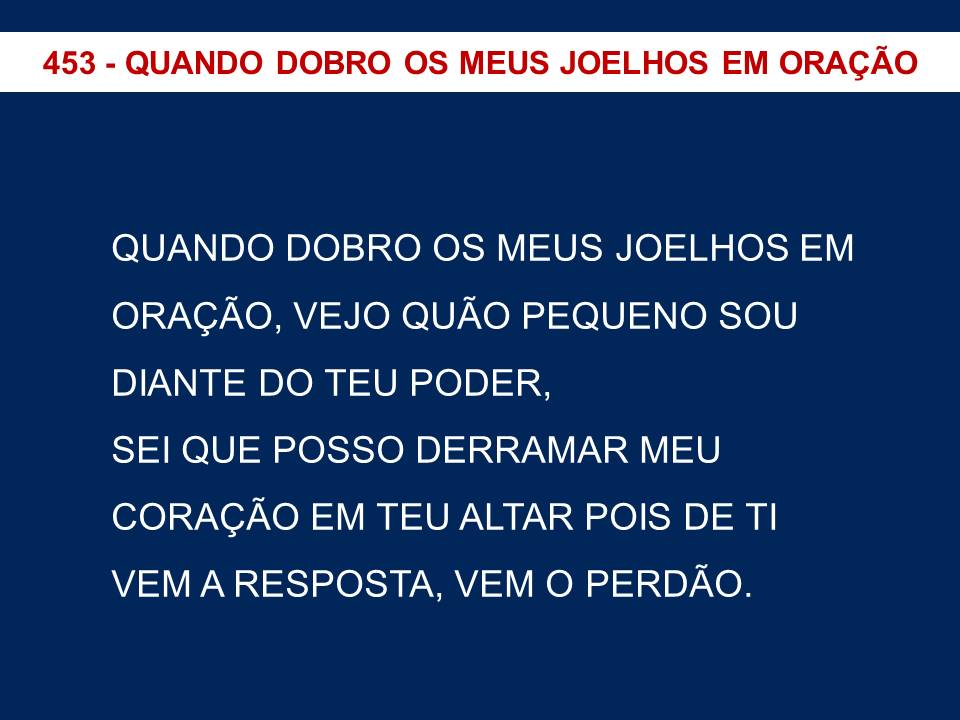 453 - QUANDO DOBRO OS MEUS JOELHOS EM ORAÇÃO
QUANDO DOBRO OS MEUS JOELHOS EM
ORAÇÃO, VEJO QUÃO PEQUENO SOU
DIANTE DO TEU PODER,
SEI QUE POSSO DERRAMAR MEU
CORAÇÃO EM TEU ALTAR POIS DE TI
VEM A RESPOSTA, VEM O PERDÃO.